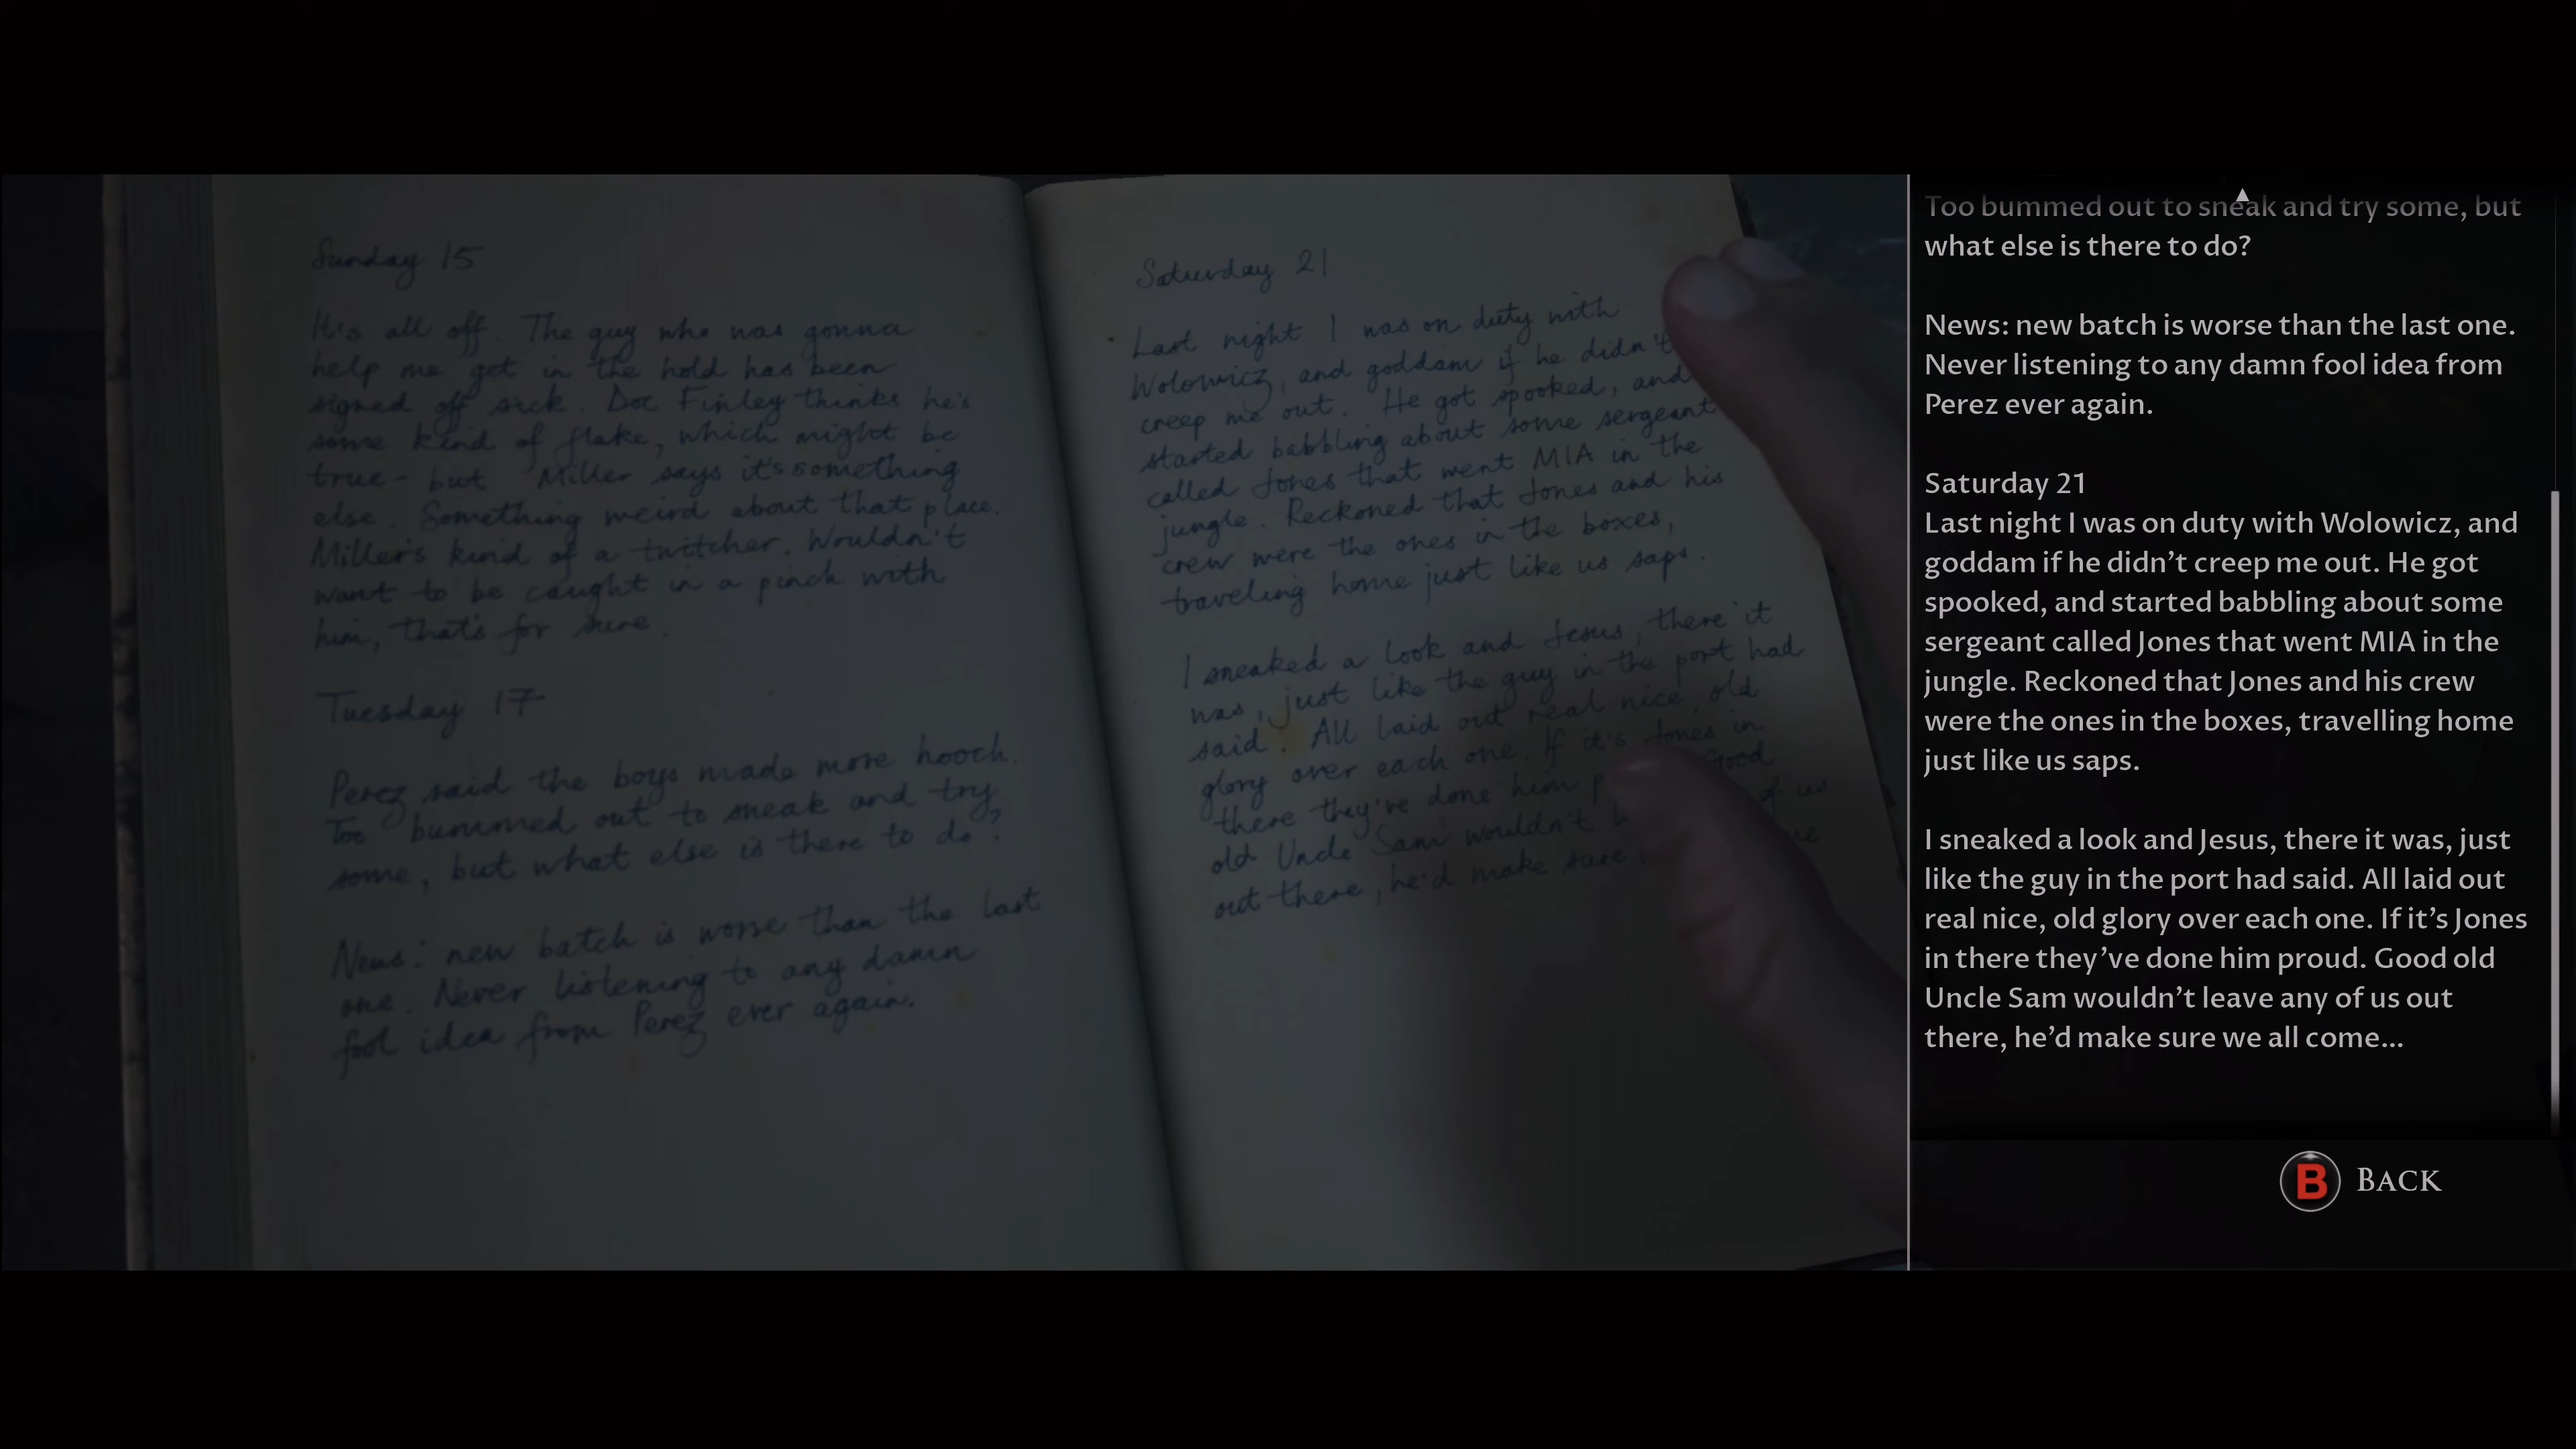 Sunday 15
It's all off. The guy who was gonna
help me get in the hold has been
signed off sick. Doc Finley thinks he's
some kind of flake, which might be
true - but Miller says it's something
else. Something weird about that place.
Miller's kind of a twitcher. Wouldn't
want to be caught in a pinch with
him, that's for sure.
Tuesday 17
Perez said the boys made more hooch.
Too bummed out to sneak and try
some, but what else is there to do?
News: new batch is worse than the last
one. Never listening to any damn
fool idea from Perez ever again.
Saturday 21
Last night I was on duty with
Wolowicz, and goddam if he didn't
creep me out. He got spooked, and
started babbling about some sergeant
called Jones that went MIA in the
jungle. Reckoned that Jones and his
crew were the ones in the boxes,
traveling home just like us saps.
I sneaked a look and Jesus, there it
was, just like the guy in the port had
said. All laid out real nice, old
glory over each one. If it's Jones in
there they've done him Good
old Uncle Sam wouldn't of us
out there, he'd make sure
Too bummed out to sneak and try some, but
what else is there to do?
News: new batch is worse than the last one.
Never listening to any damn fool idea from
Perez ever again.
Saturday 21
Last night I was on duty with Wolowicz, and
goddam if he didn't creep me out. He got
spooked, and started babbling about some
sergeant called Jones that went MIA in the
jungle. Reckoned that Jones and his crew
were the ones in the boxes, travelling home
just like us saps.
I sneaked a look and Jesus, there it was, just
like the guy in the port had said. All laid out
real nice, old glory over each one. If it's Jones
in there they've done him proud. Good old
Uncle Sam wouldn't leave any of us out
there, he'd make sure we all come...
B BACK